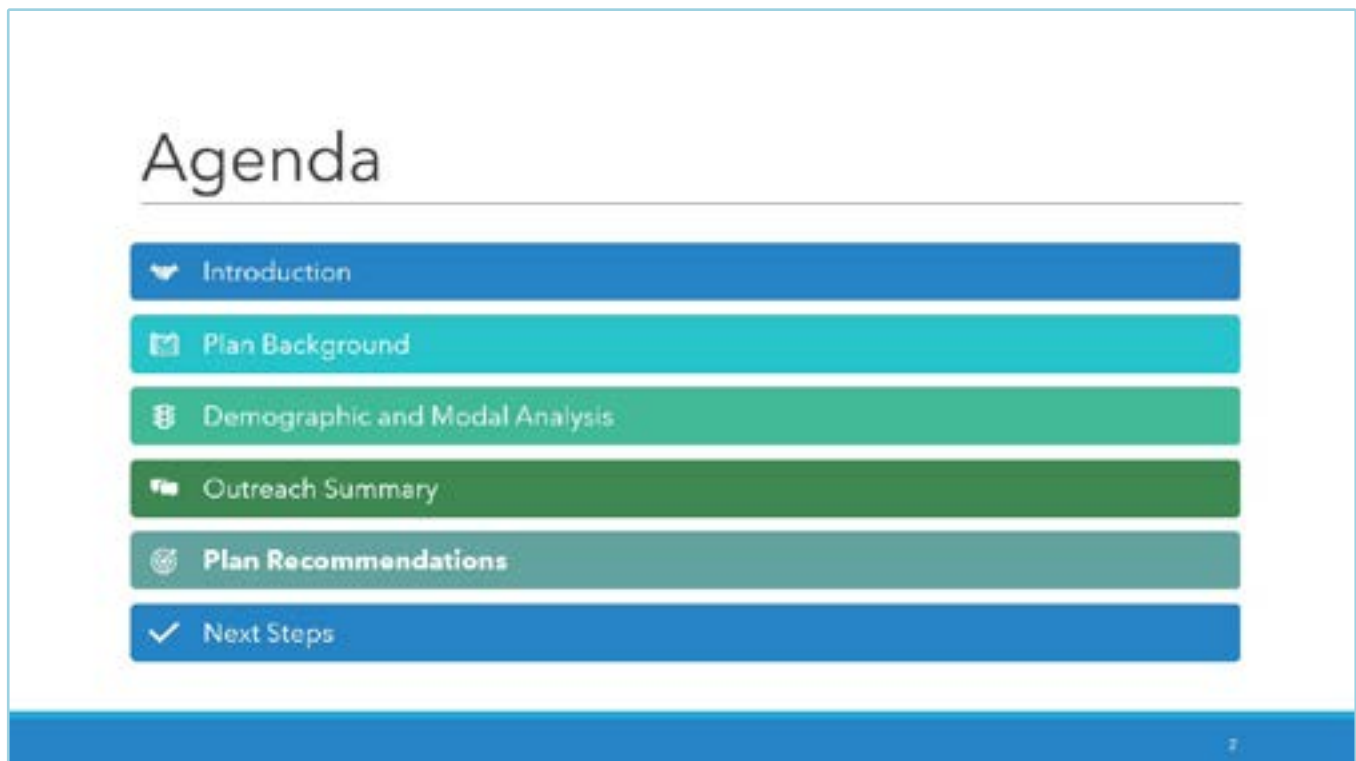 Agenda
Introduction
Plan Background
Demographic and Modal Analysis
Outreach Summary
Plan Recommendations
Next Steps